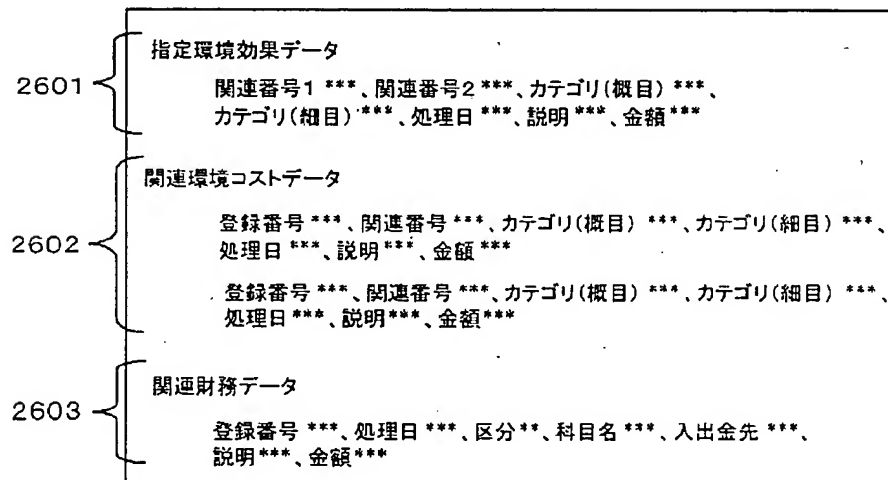 指定環境効果データ
2601
関連番号1 ***、関連番号2 ***、カテゴリ(概目) ***、
カテゴリ(細目) ***、処理日 ***、説明 ***、金額 ***
関連環境コストデータ
2602
登録番号 ***、関連番号 ***、カテゴリ(概目) ***、カテゴリ(細目) ***、
処理日 ***、説明 ***、金額 ***
登録番号 ***、関連番号 ***、カテゴリ(概目) ***、カテゴリ(細目) ***、
処理日 ***、説明 ***、金額 ***
関連財務データ
2603
登録番号 ***、処理日 ***、区分 **、科目名 ***、入出金先 ***、
説明 ***、金額 ***